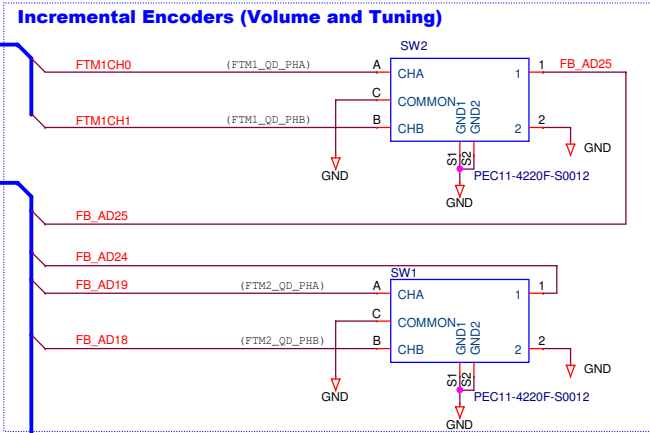 Incremental Encoders (Volume and Tuning)
SW2
FTM1CH0 (FTM1_QD_PHA) A CHA 1 1 FB_AD25
C COMMON
FTM1CH1 (FTM1_QD_PHB) B CHB GND1 GND2 2 2
GND
S1 S2
GND
PEC11-4220F-S0012
GND
FB_AD25
FB_AD24
SW1
FB_AD19 (FTM2_QD_PHA) A CHA 1 1
C COMMON
FB_AD18 (FTM2_QD_PHB) B CHB GND1 GND2 2 2
GND
S1 S2
GND
PEC11-4220F-S0012
GND